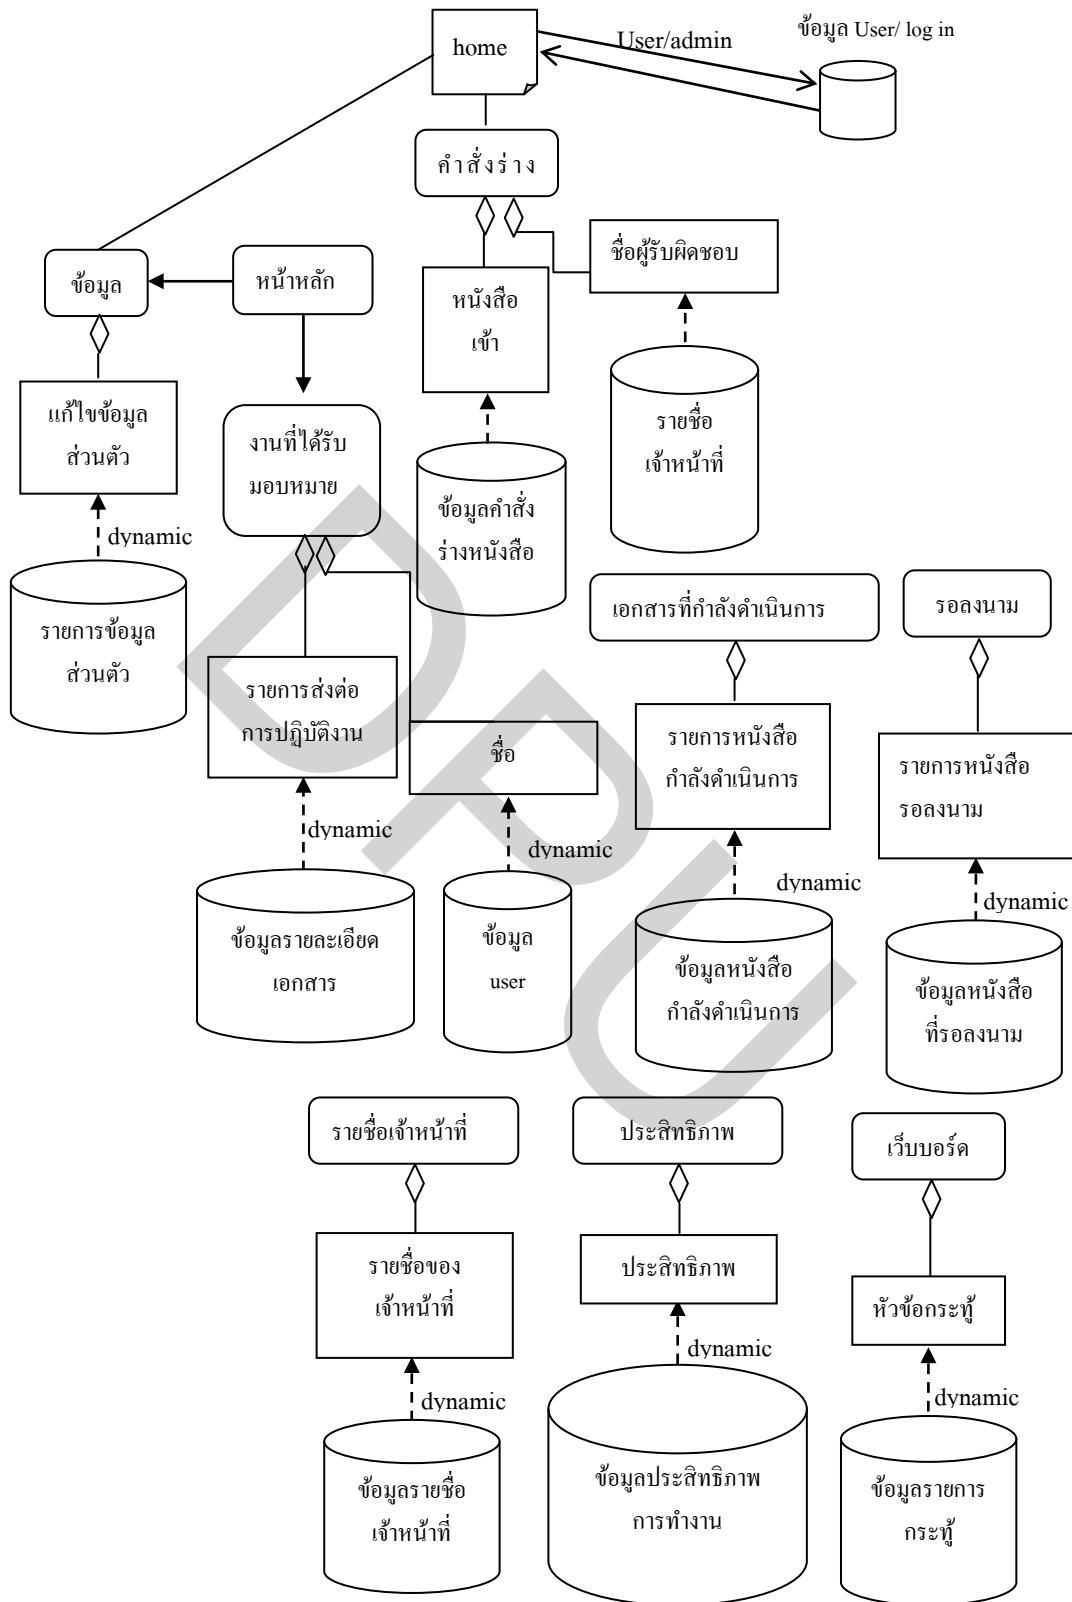 home
User/admin
ข้อมูล User/ log in
คำสั่งร่าง
ชื่อผู้รับผิดชอบ
ข้อมูล
หน้าหลัก
หนังสือ
เข้า
แก้ไขข้อมูล
ส่วนตัว
งานที่ได้รับ
มอบหมาย
รายชื่อ
เจ้าหน้าที่
ข้อมูลคำสั่ง
ร่างหนังสือ
dynamic
รายการข้อมูล
ส่วนตัว
เอกสารที่กำลังดำเนินการ
รอลงนาม
รายการส่งต่อ
การปฏิบัติงาน
ชื่อ
รายการหนังสือ
กำลังดำเนินการ
รายการหนังสือ
รอลงนาม
dynamic
dynamic
dynamic
dynamic
ข้อมูลรายละเอียด
เอกสาร
ข้อมูล
user
ข้อมูลหนังสือ
กำลังดำเนินการ
ข้อมูลหนังสือ
ที่รอลงนาม
DPU
รายชื่อเจ้าหน้าที่
ประสิทธิภาพ
เว็บบอร์ด
รายชื่อของ
เจ้าหน้าที่
ประสิทธิภาพ
หัวข้อกระทู้
dynamic
dynamic
dynamic
ข้อมูลรายชื่อ
เจ้าหน้าที่
ข้อมูลประสิทธิภาพ
การทำงาน
ข้อมูลรายการ
กระทู้